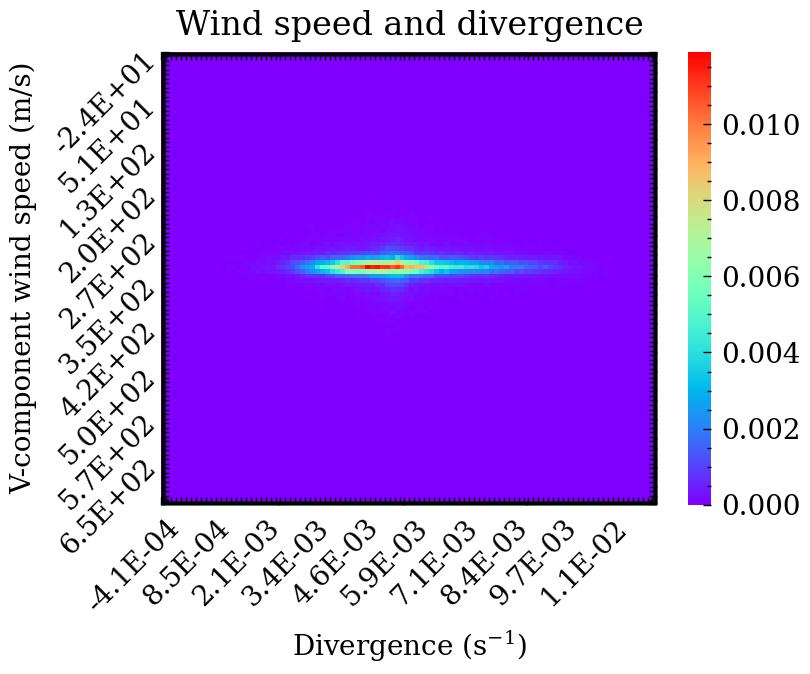 Wind speed and divergence
V-component wind speed (m/s)
-2.4E+01
5.1E+01
1.3E+02
2.0E+02
2.7E+02
3.5E+02
4.2E+02
5.0E+02
5.7E+02
6.5E+02
-4.1E-04
8.5E-04
2.1E-03
3.4E-03
4.6E-03
5.9E-03
7.1E-03
8.4E-03
9.7E-03
1.1E-02
Divergence (s⁻¹)
0.010
0.008
0.006
0.004
0.002
0.000